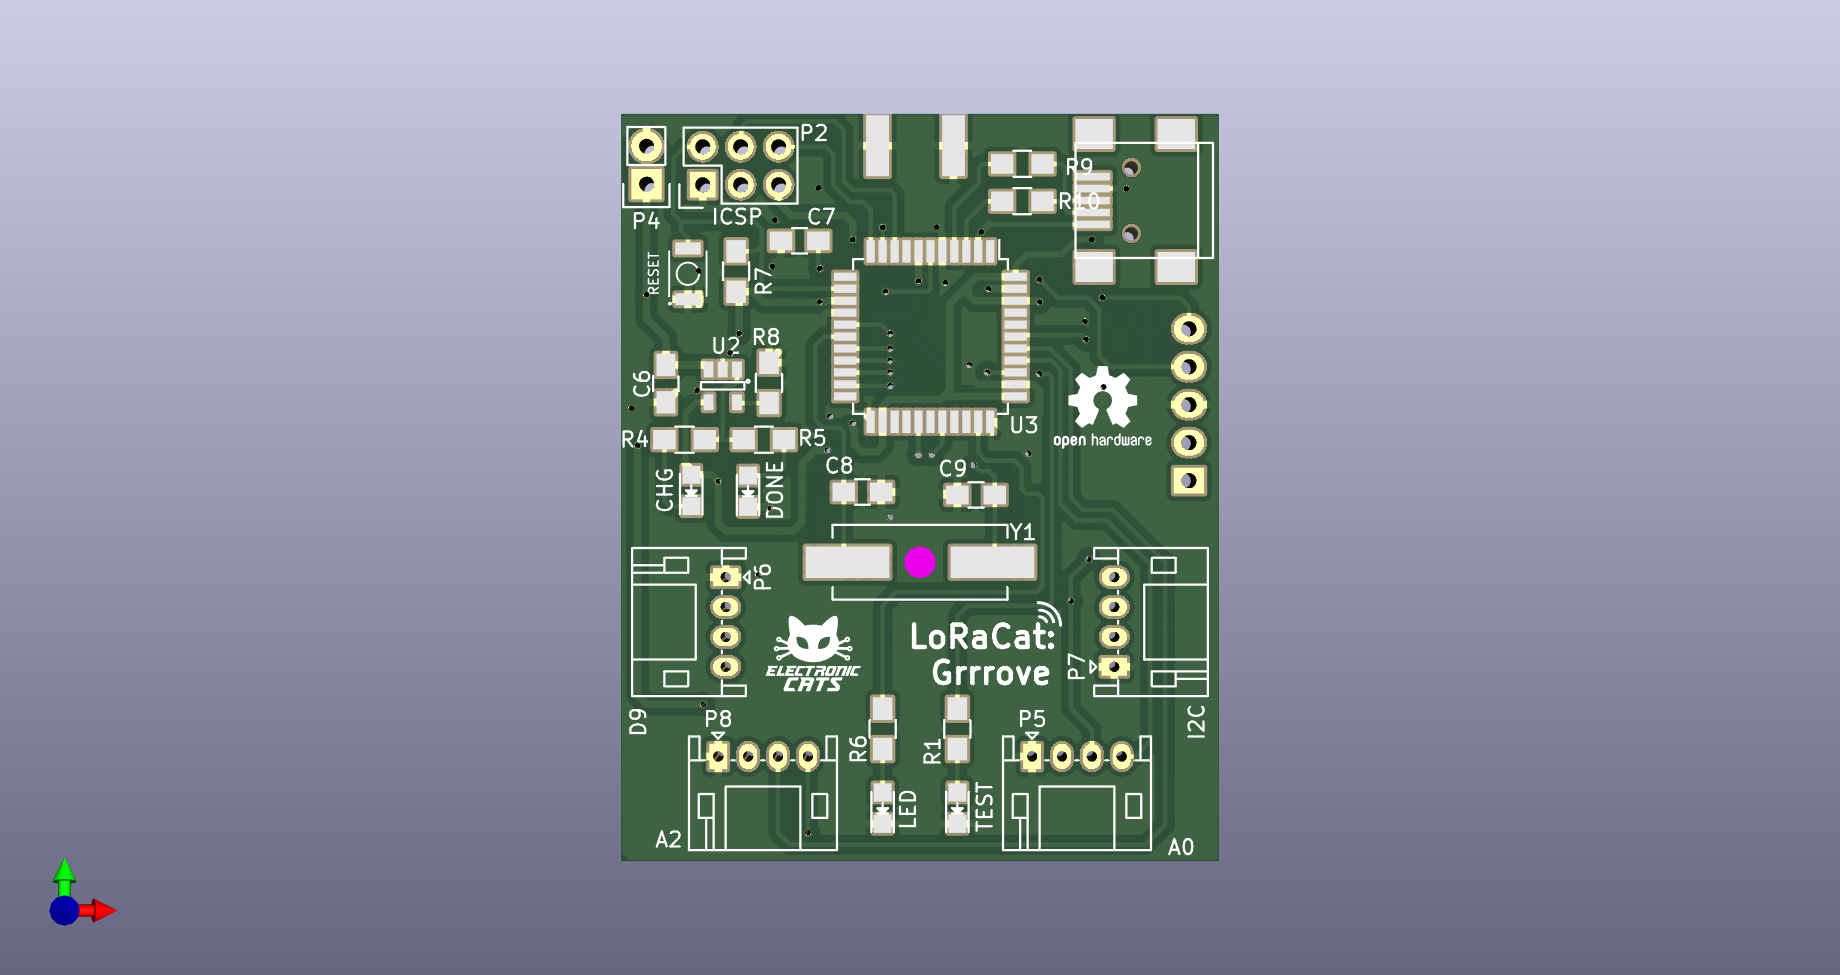 P2
P4
ICSP
C7
R9
R10
RESET
R7
U2
R8
C6
U3
open hardware
R4
R5
C8
C9
CHG
DONE
Y1
P6
LoRaCat:
Grrrove
ELECTRONIC
CATS
P7
D9
P8
P5
I2C
R6
R1
LED
TEST
A2
A0